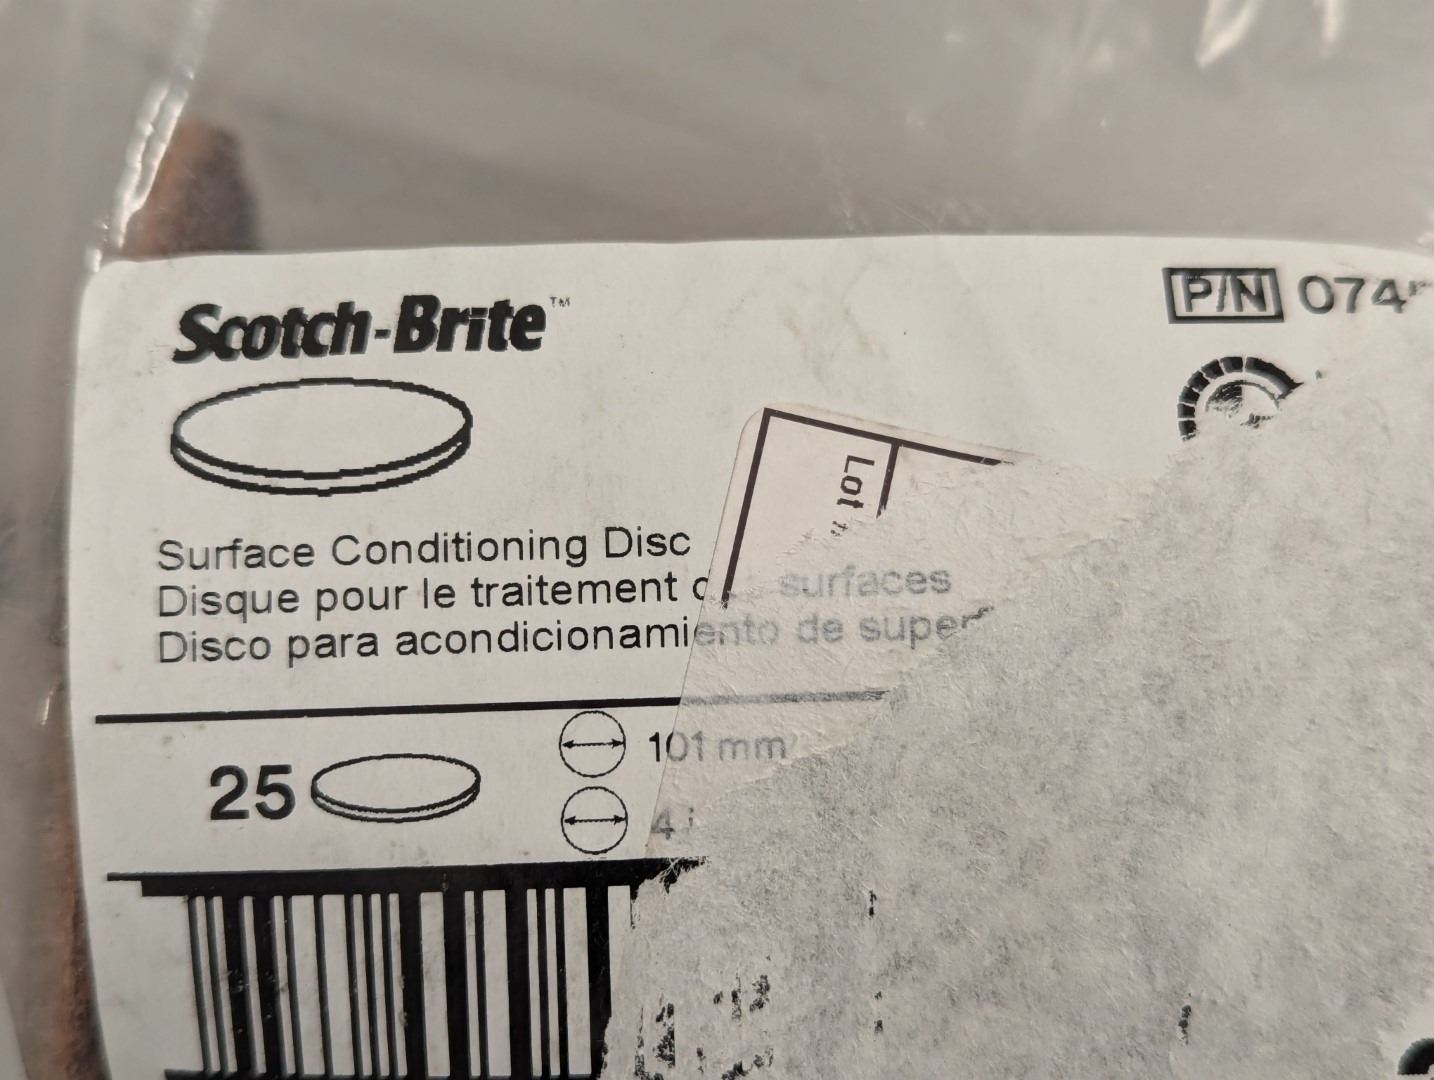 Scotch-Brite™
P/N 074
Surface Conditioning Disc
Disque pour le traitement surfaces
Disco para acondicionamiento de
Lot
25
101 mm
4